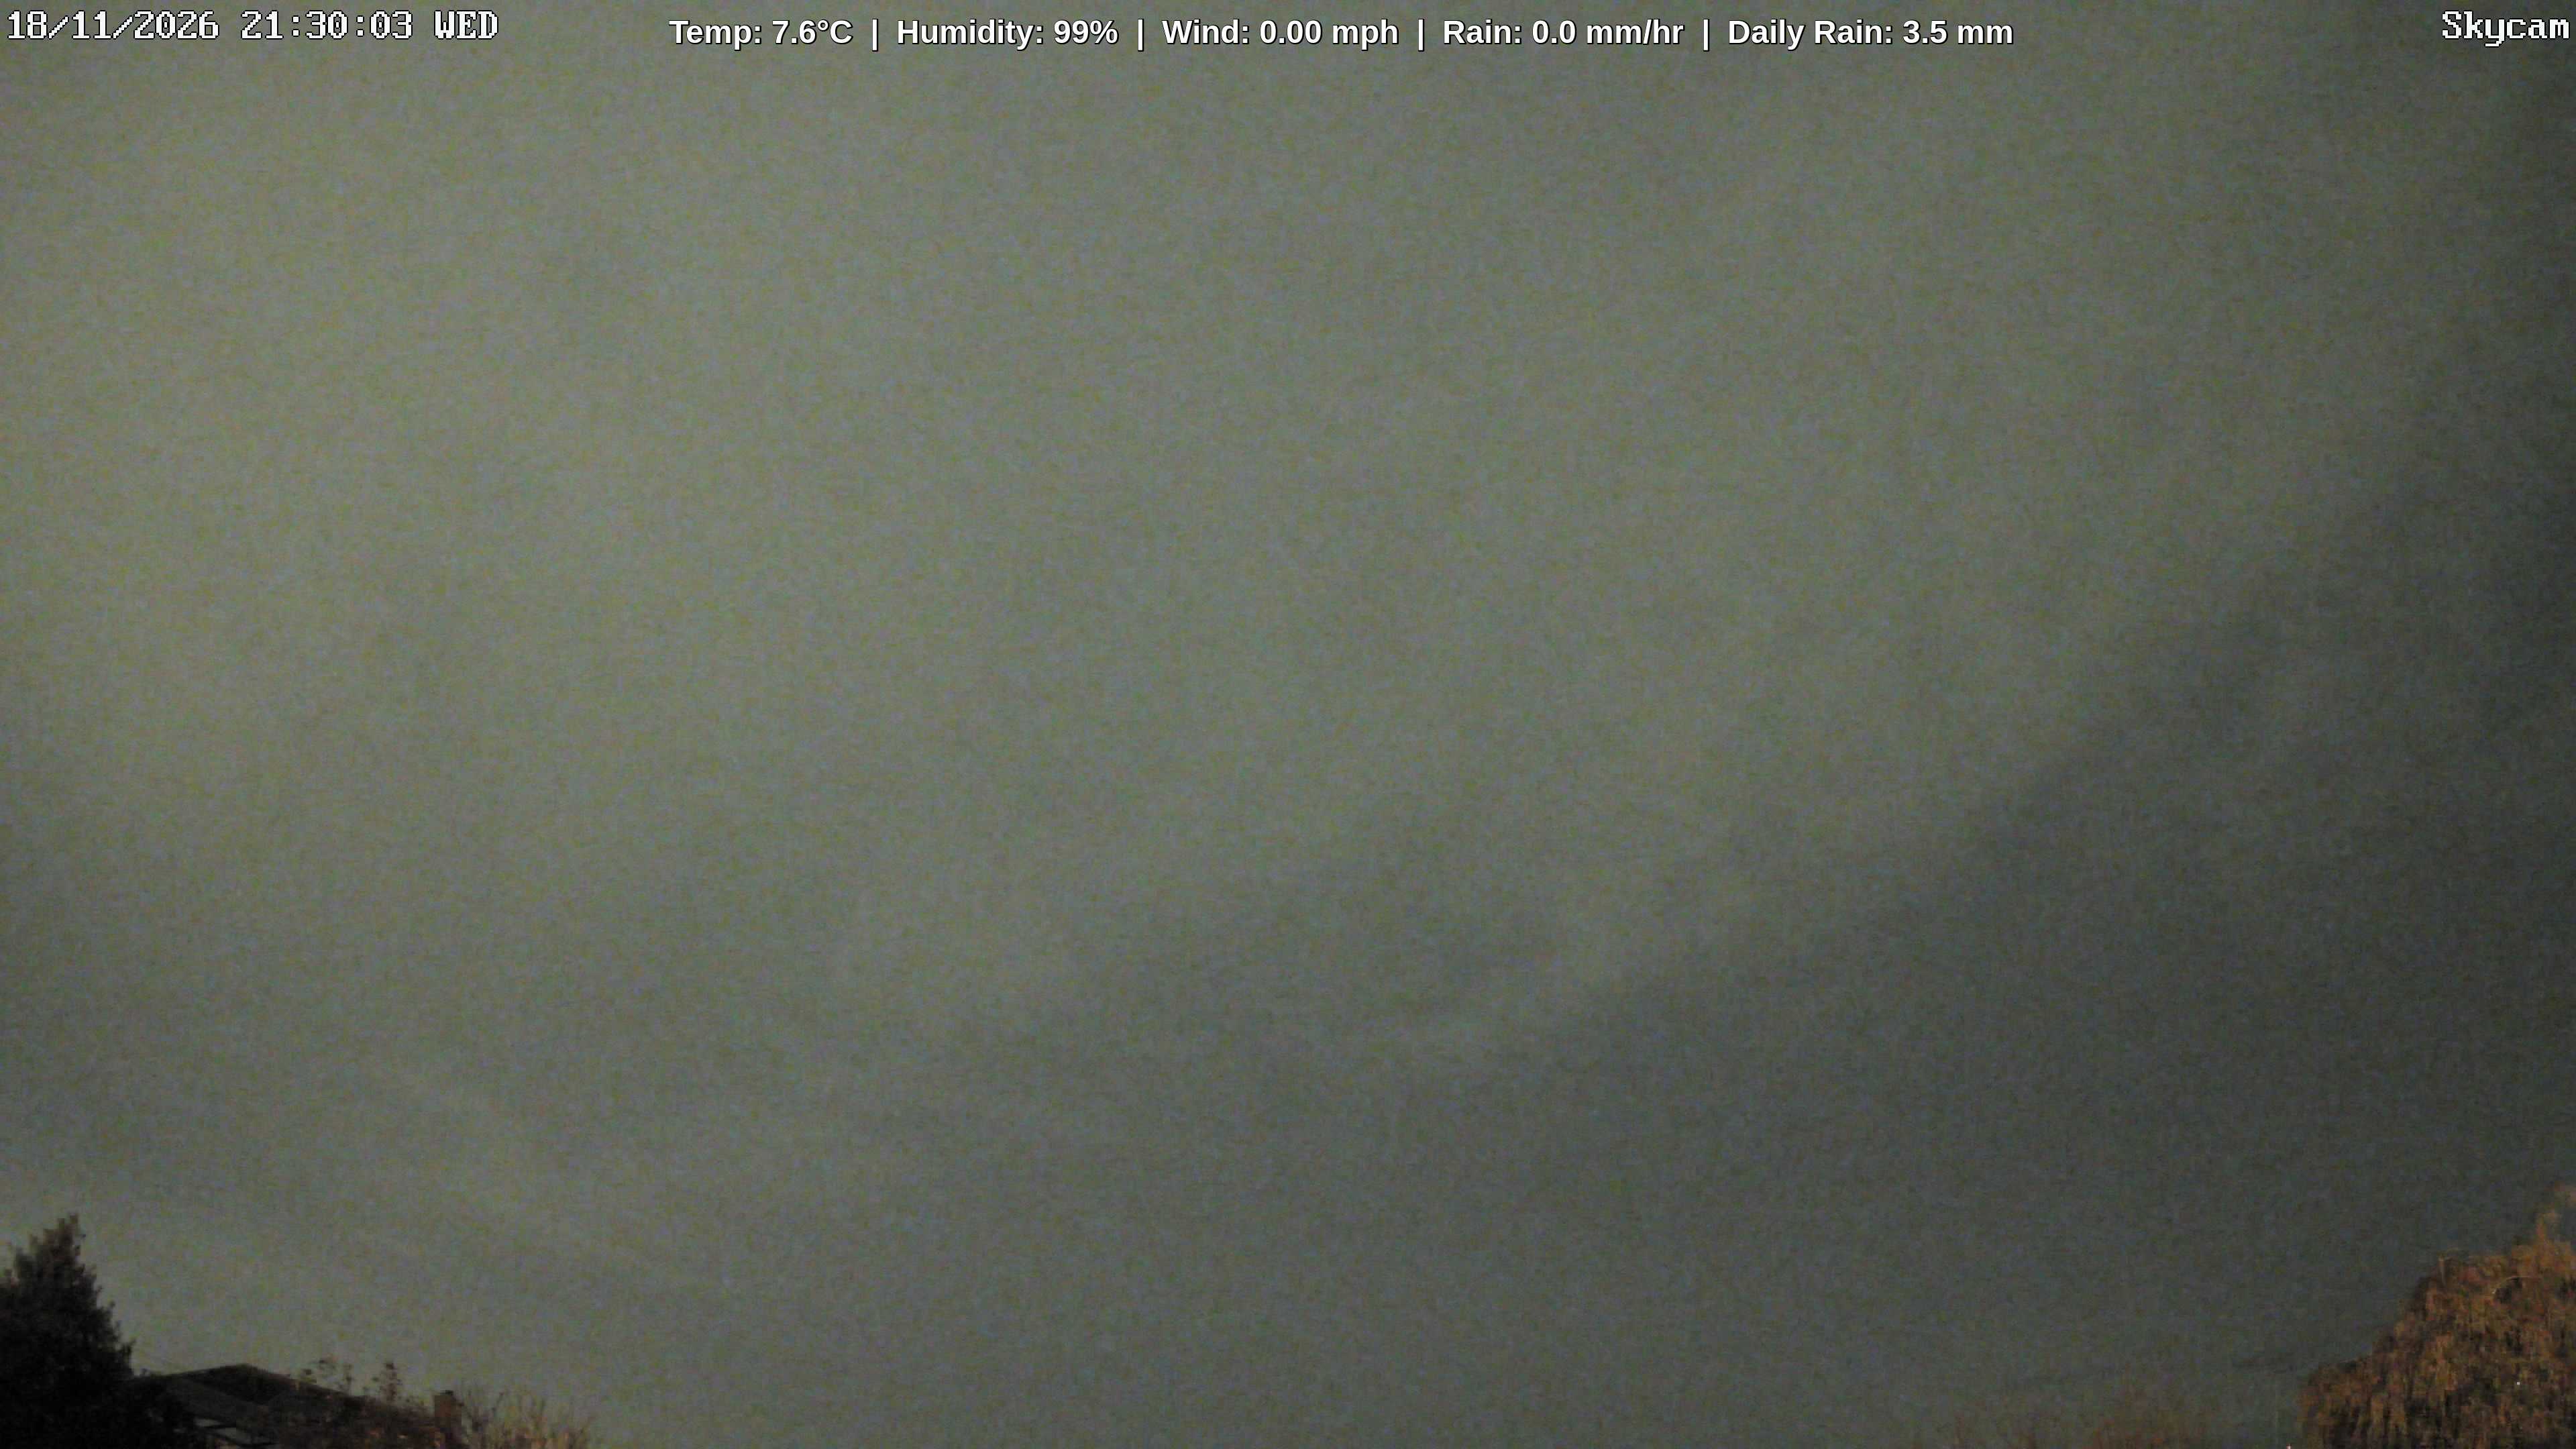 18/11/2026 21:30:03 WED
Temp: 7.6°C | Humidity: 99% | Wind: 0.00 mph | Rain: 0.0 mm/hr | Daily Rain: 3.5 mm
Skycam